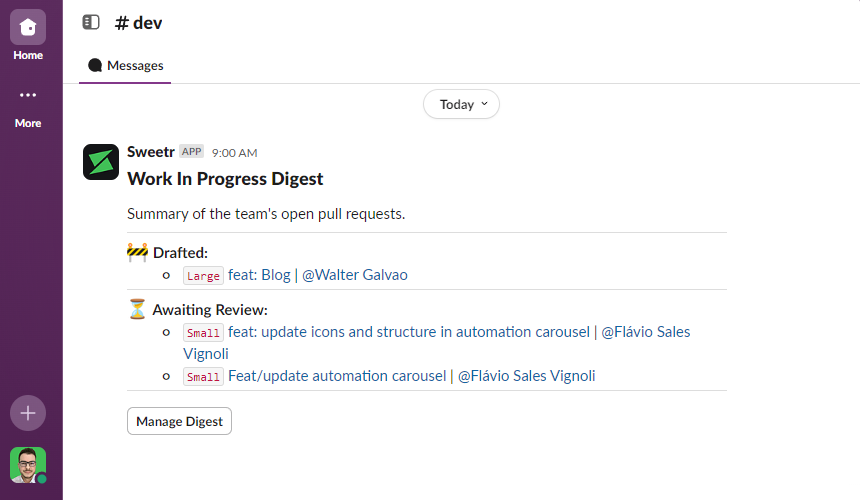 Home
More
# dev
Messages
Today
Sweetr APP 9:00 AM
Work In Progress Digest
Summary of the team's open pull requests.
Drafted:
Large feat: Blog | @Walter Galvao
Awaiting Review:
Small feat: update icons and structure in automation carousel | @Flávio Sales
Vignoli
Small Feat/update automation carousel | @Flávio Sales Vignoli
Manage Digest